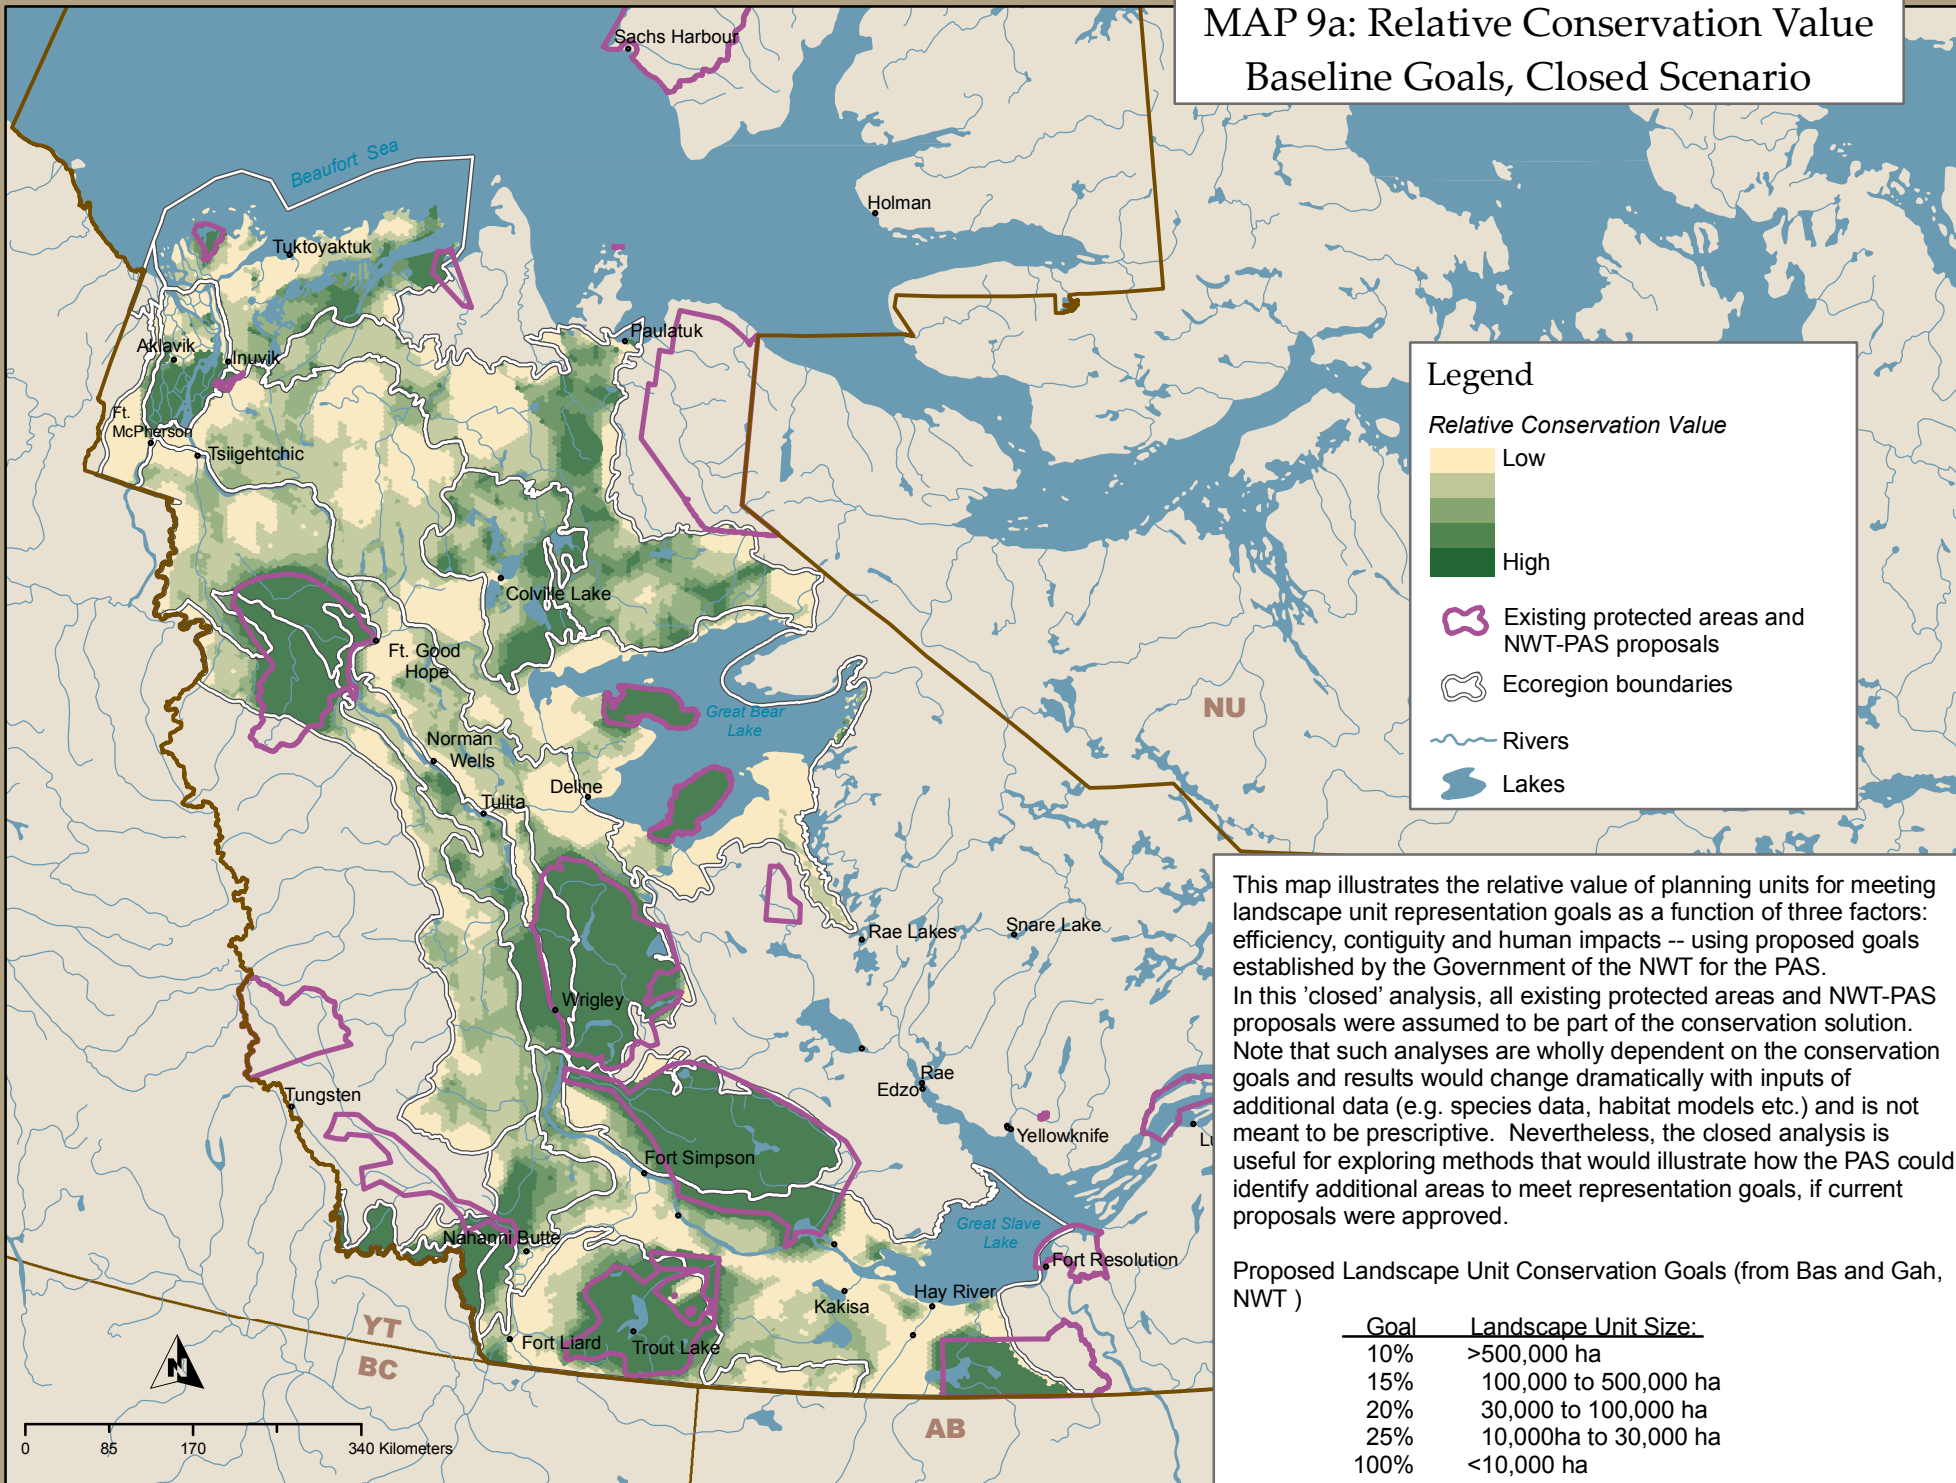 MAP 9a: Relative Conservation Value
Baseline Goals, Closed Scenario
Sachs Harbour
Beaufort Sea
Holman
Tuktoyaktuk
Paulatuk
Aklavik
Inuvik
Ft.
McPherson
Tsiigehtchic
Colville Lake
Ft. Good
Hope
Great Bear
Lake
Norman
Wells
Deline
Tulita
NU
Rae Lakes
Snare Lake
Wrigley
Rae
Edzo
Tungsten
Yellowknife
Fort Simpson
Great Slave
Lake
Nahanni Butte
Fort Resolution
Hay River
Kakisa
Fort Liard
Trout Lake
YT
BC
AB
N
0 85 170 340 Kilometers
Legend
Relative Conservation Value
Low
High
Existing protected areas and
NWT-PAS proposals
Ecoregion boundaries
Rivers
Lakes
This map illustrates the relative value of planning units for meeting
landscape unit representation goals as a function of three factors:
efficiency, contiguity and human impacts -- using proposed goals
established by the Government of the NWT for the PAS.
In this 'closed' analysis, all existing protected areas and NWT-PAS
proposals were assumed to be part of the conservation solution.
Note that such analyses are wholly dependent on the conservation
goals and results would change dramatically with inputs of
additional data (e.g. species data, habitat models etc.) and is not
meant to be prescriptive. Nevertheless, the closed analysis is
useful for exploring methods that would illustrate how the PAS could
identify additional areas to meet representation goals, if current
proposals were approved.
Proposed Landscape Unit Conservation Goals (from Bas and Gah,
NWT )
Goal Landscape Unit Size:
10% >500,000 ha
15% 100,000 to 500,000 ha
20% 30,000 to 100,000 ha
25% 10,000ha to 30,000 ha
100% <10,000 ha